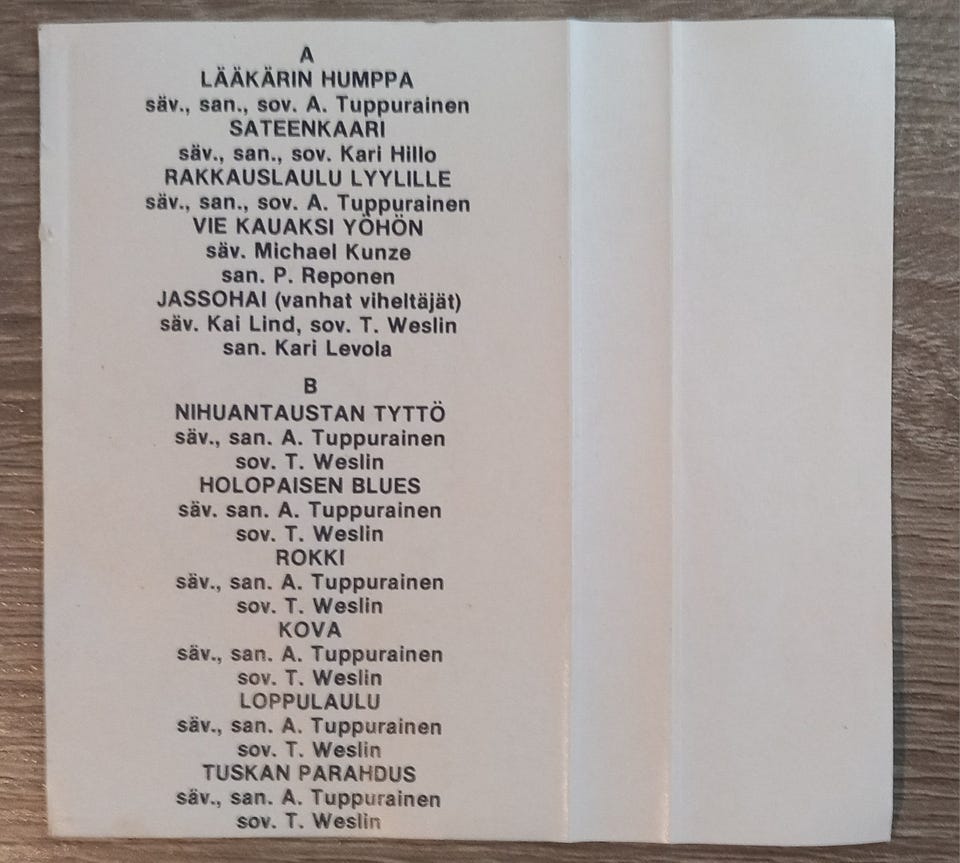 A
LÄÄKÄRIN HUMPPA
säv., san., sov. A. Tuppurainen
SATEENKAARI
säv., san., sov. Kari Hillo
RAKKAUSLAULU LYYLILLE
säv., san., sov. A. Tuppurainen
VIE KAUAKSI YÖHÖN
säv. Michael Kunze
san. P. Reponen
JASSOHAI (vanhat viheltäjät)
säv. Kai Lind, sov. T. Weslin
san. Kari Levola
B
NIHUANTAUSTAN TYTTÖ
säv., san. A. Tuppurainen
sov. T. Weslin
HOLOPAISEN BLUES
säv. san. A. Tuppurainen
sov. T. Weslin
ROKKI
säv., san. A. Tuppurainen
sov. T. Weslin
KOVA
säv., san. A. Tuppurainen
sov. T. Weslin
LOPPULAULU
säv., san. A. Tuppurainen
sov. T. Weslin
TUSKAN PARAHDUS
säv., san. A. Tuppurainen
sov. T. Weslin